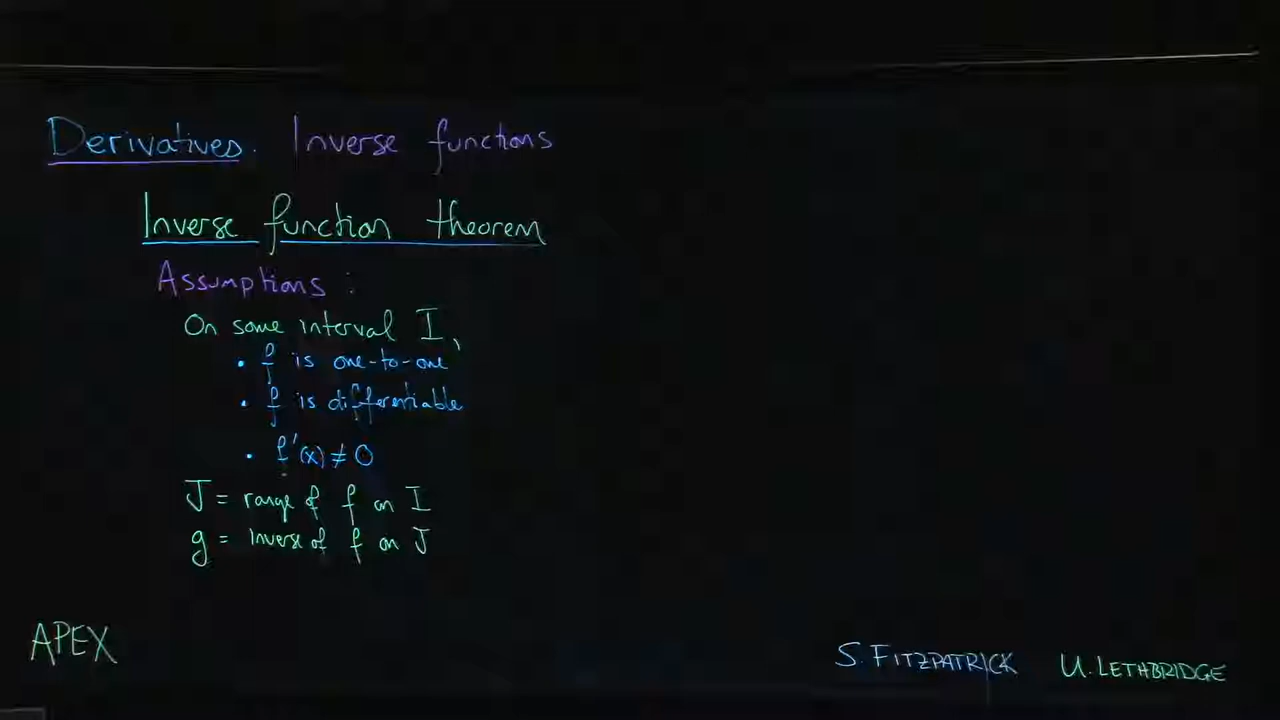 Derivatives. Inverse functions
Inverse function theorem
Assumptions:
On some interval I,
• f is one-to-one
• f is differentiable
• f'(x) ≠ 0
J = range of f on I
g = inverse of f on J
APEX
S. FITZPATRICK U. LETHBRIDGE